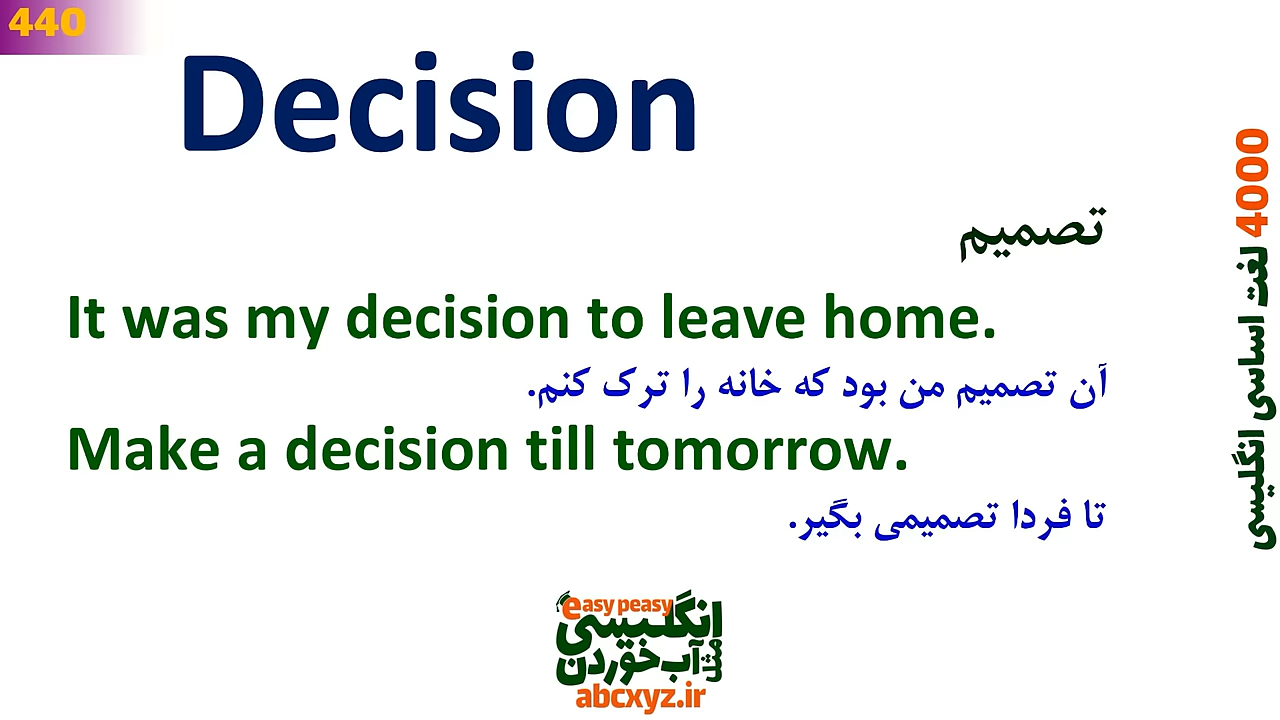 440
Decision
تصمیم
It was my decision to leave home.
آن تصمیم من بود که خانه را ترک کنم.
Make a decision till tomorrow.
تا فردا تصمیمی بگیر.
4000 لغت اساسی انگلیسی
easy peasy
انگلیسی
مثل
آب خوردن
abcxyz.ir